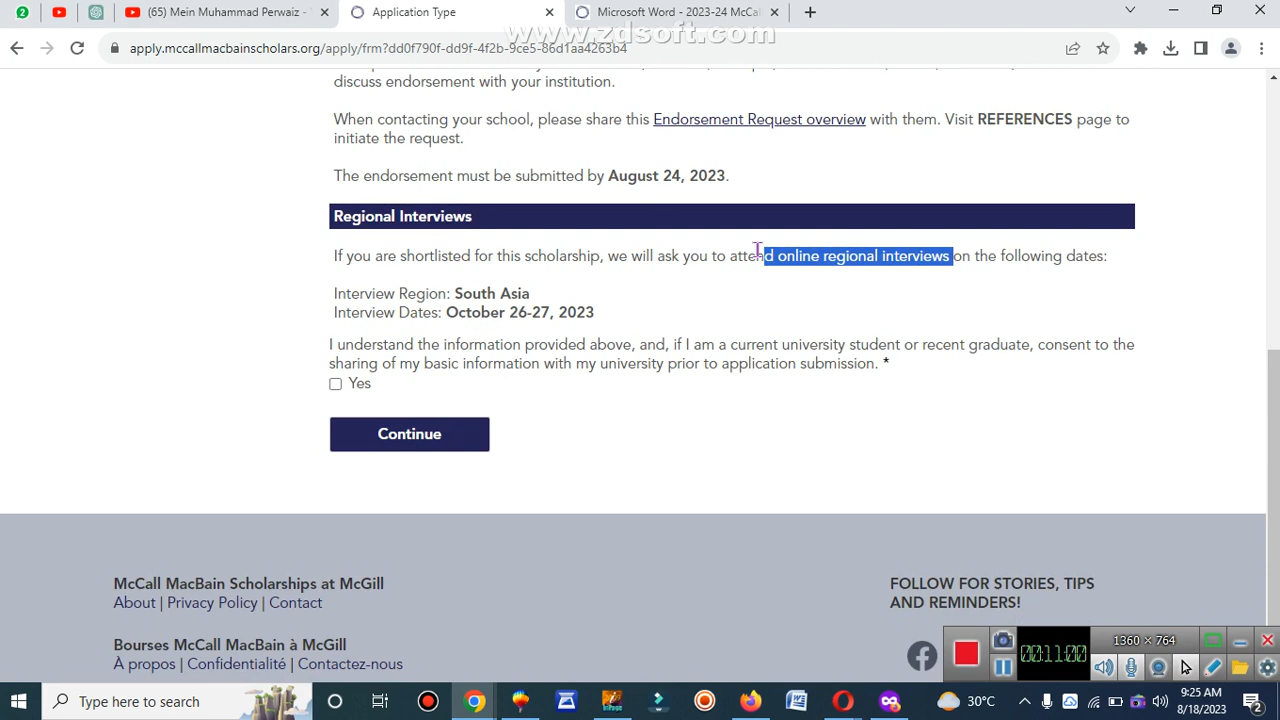 (65) Mein Muhammad Perwaiz -
Application Type
Microsoft Word - 2023-24 McCa
www.zdsoft.com
apply.mccallmacbainscholars.org/apply/frm?dd0f790f-dd9f-4f2b-9ce5-86d1aa4263b4
discuss endorsement with your institution.
When contacting your school, please share this Endorsement Request overview with them. Visit REFERENCES page to
initiate the request.
The endorsement must be submitted by August 24, 2023.
Regional Interviews
If you are shortlisted for this scholarship, we will ask you to attend online regional interviews on the following dates:
Interview Region: South Asia
Interview Dates: October 26-27, 2023
I understand the information provided above, and, if I am a current university student or recent graduate, consent to the
sharing of my basic information with my university prior to application submission. *
Yes
Continue
McCall MacBain Scholarships at McGill
About | Privacy Policy | Contact
Bourses McCall MacBain à McGill
À propos | Confidentialité | Contactez-nous
FOLLOW FOR STORIES, TIPS
AND REMINDERS!
00:11:00
1360 × 764
Type here to search
30°C
9:25 AM
8/18/2023
2